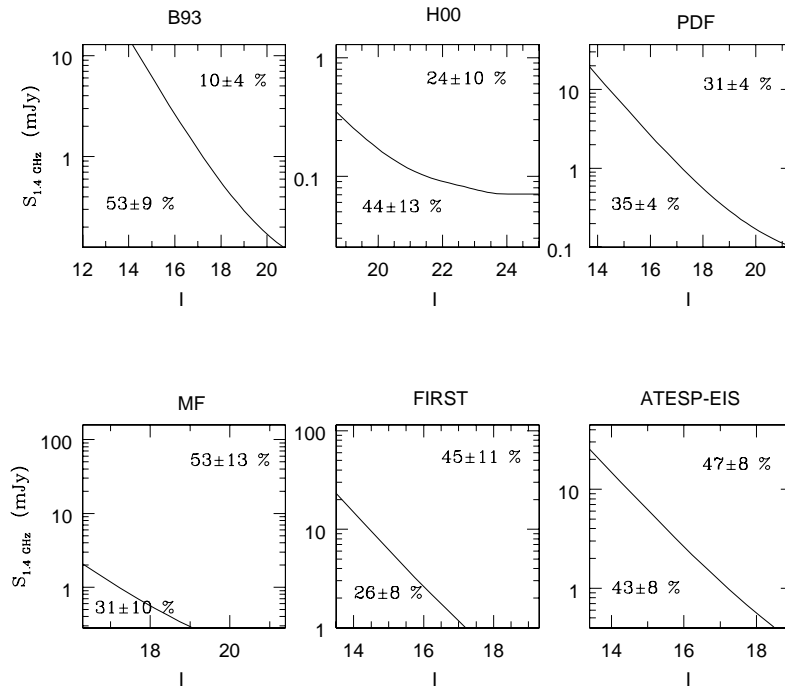 B93
H00
PDF
S1.4 GHz (mJy)
10
1
10±4 %
53±9 %
12 14 16 18 20
I
1
0.1
24±10 %
44±13 %
20 22 24
I
10
1
0.1
31±4 %
35±4 %
14 16 18 20
I
MF
FIRST
ATESP-EIS
S1.4 GHz (mJy)
100
10
1
53±13 %
31±10 %
18 20
I
100
10
1
45±11 %
26±8 %
14 16 18
I
10
1
47±8 %
43±8 %
14 16 18
I